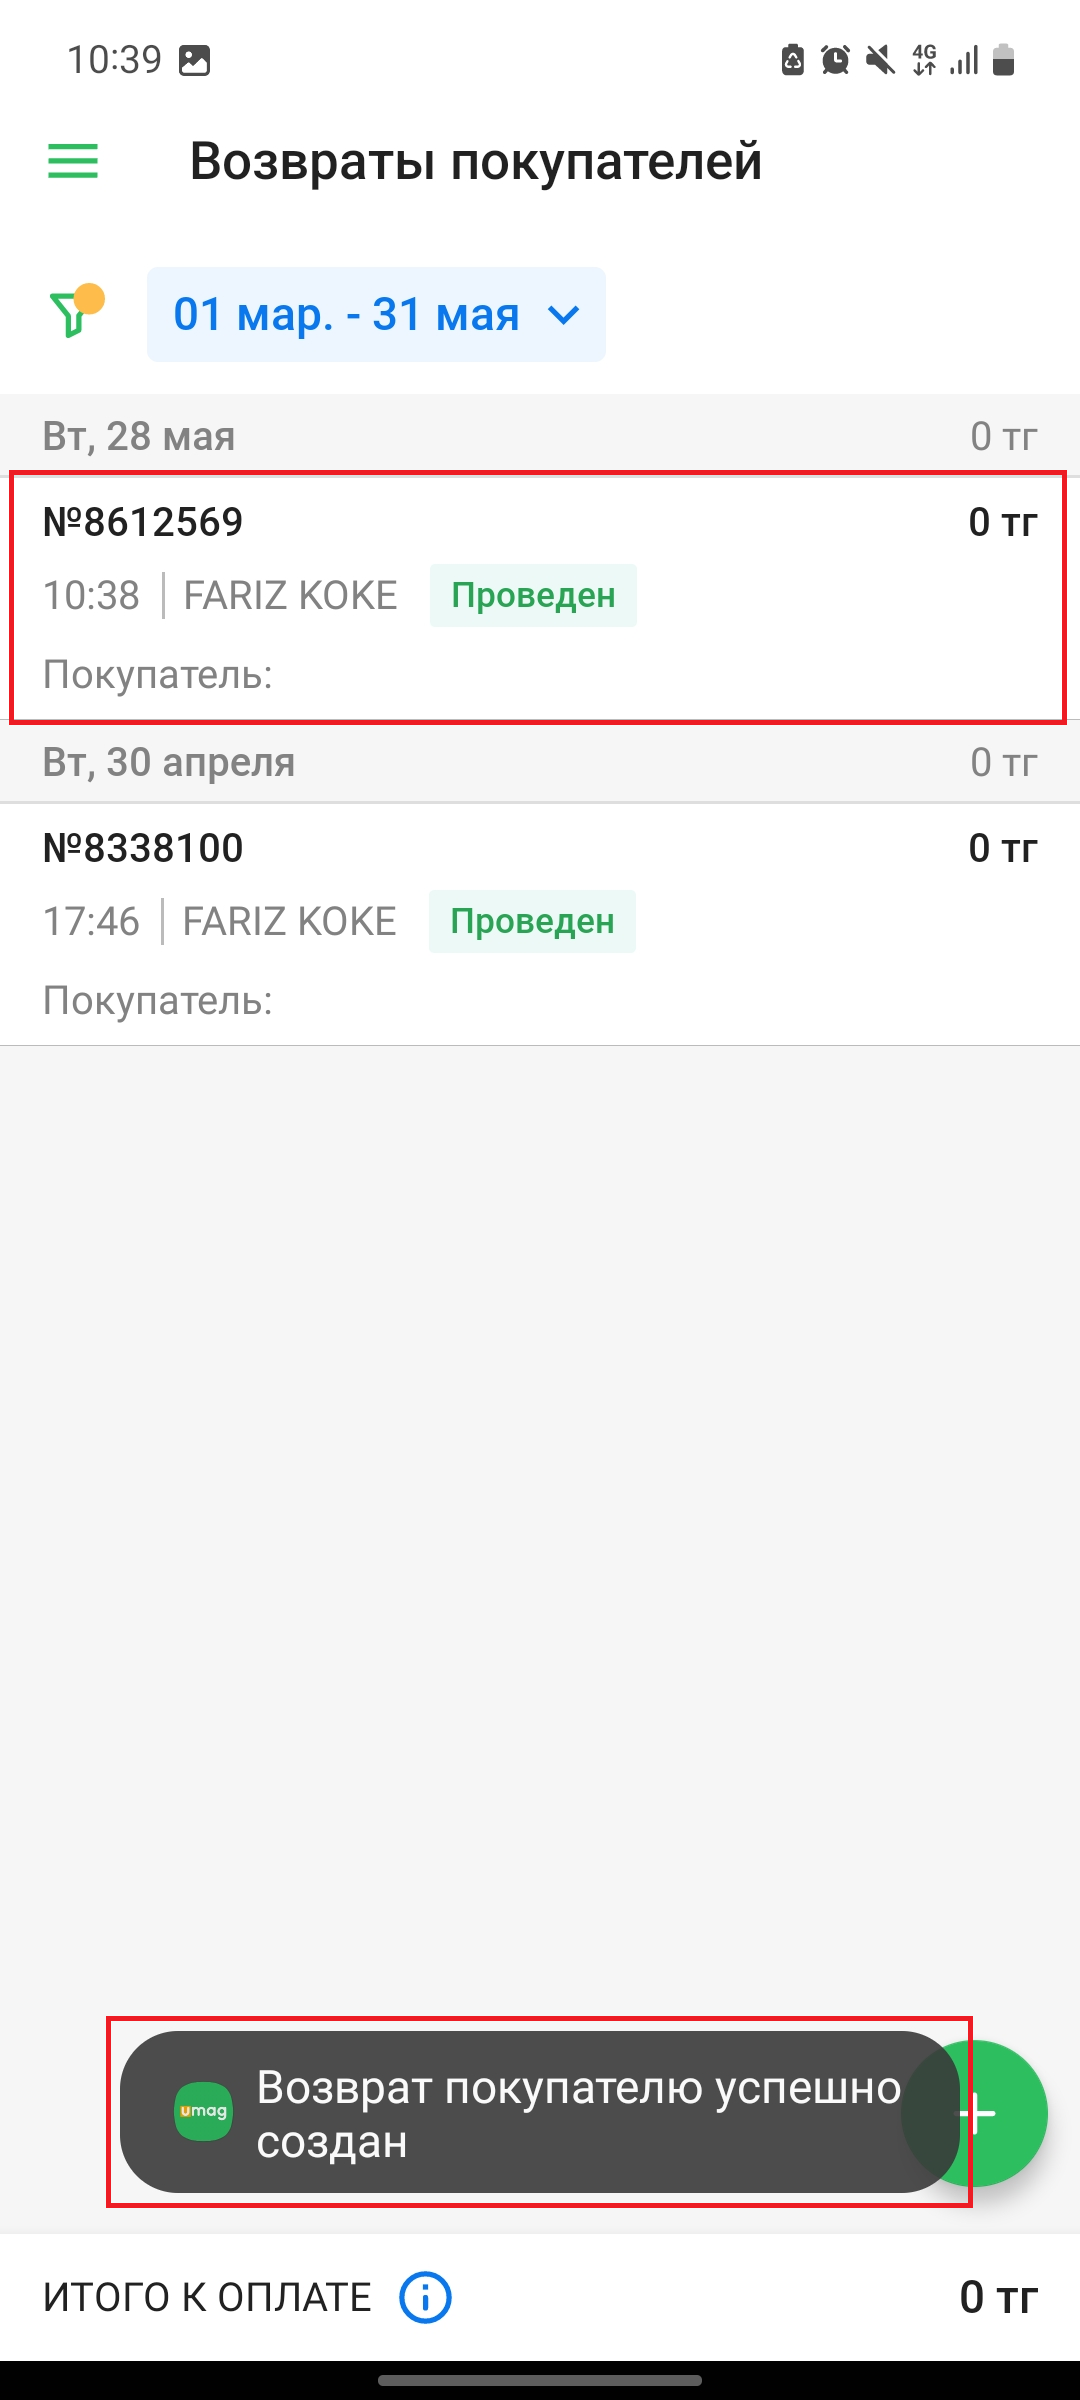 10:39
4G
Возвраты покупателей
01 мар. - 31 мая
Вт, 28 мая 0 тг
№8612569 0 тг
10:38 FARIZ KOKE Проведен
Покупатель:
Вт, 30 апреля 0 тг
№8338100 0 тг
17:46 FARIZ KOKE Проведен
Покупатель:
umag
Возврат покупателю успешно
создан
ИТОГО К ОПЛАТЕ 0 тг